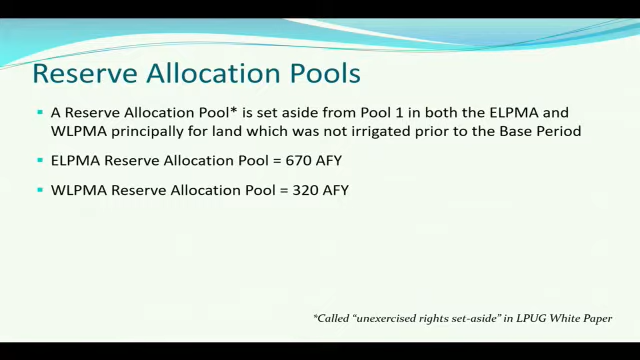 Reserve Allocation Pools
A Reserve Allocation Pool* is set aside from Pool 1 in both the ELPMA and
WLPMA principally for land which was not irrigated prior to the Base Period
ELPMA Reserve Allocation Pool = 670 AFY
WLPMA Reserve Allocation Pool = 320 AFY
*Called “unexercised rights set-aside” in LPUG White Paper